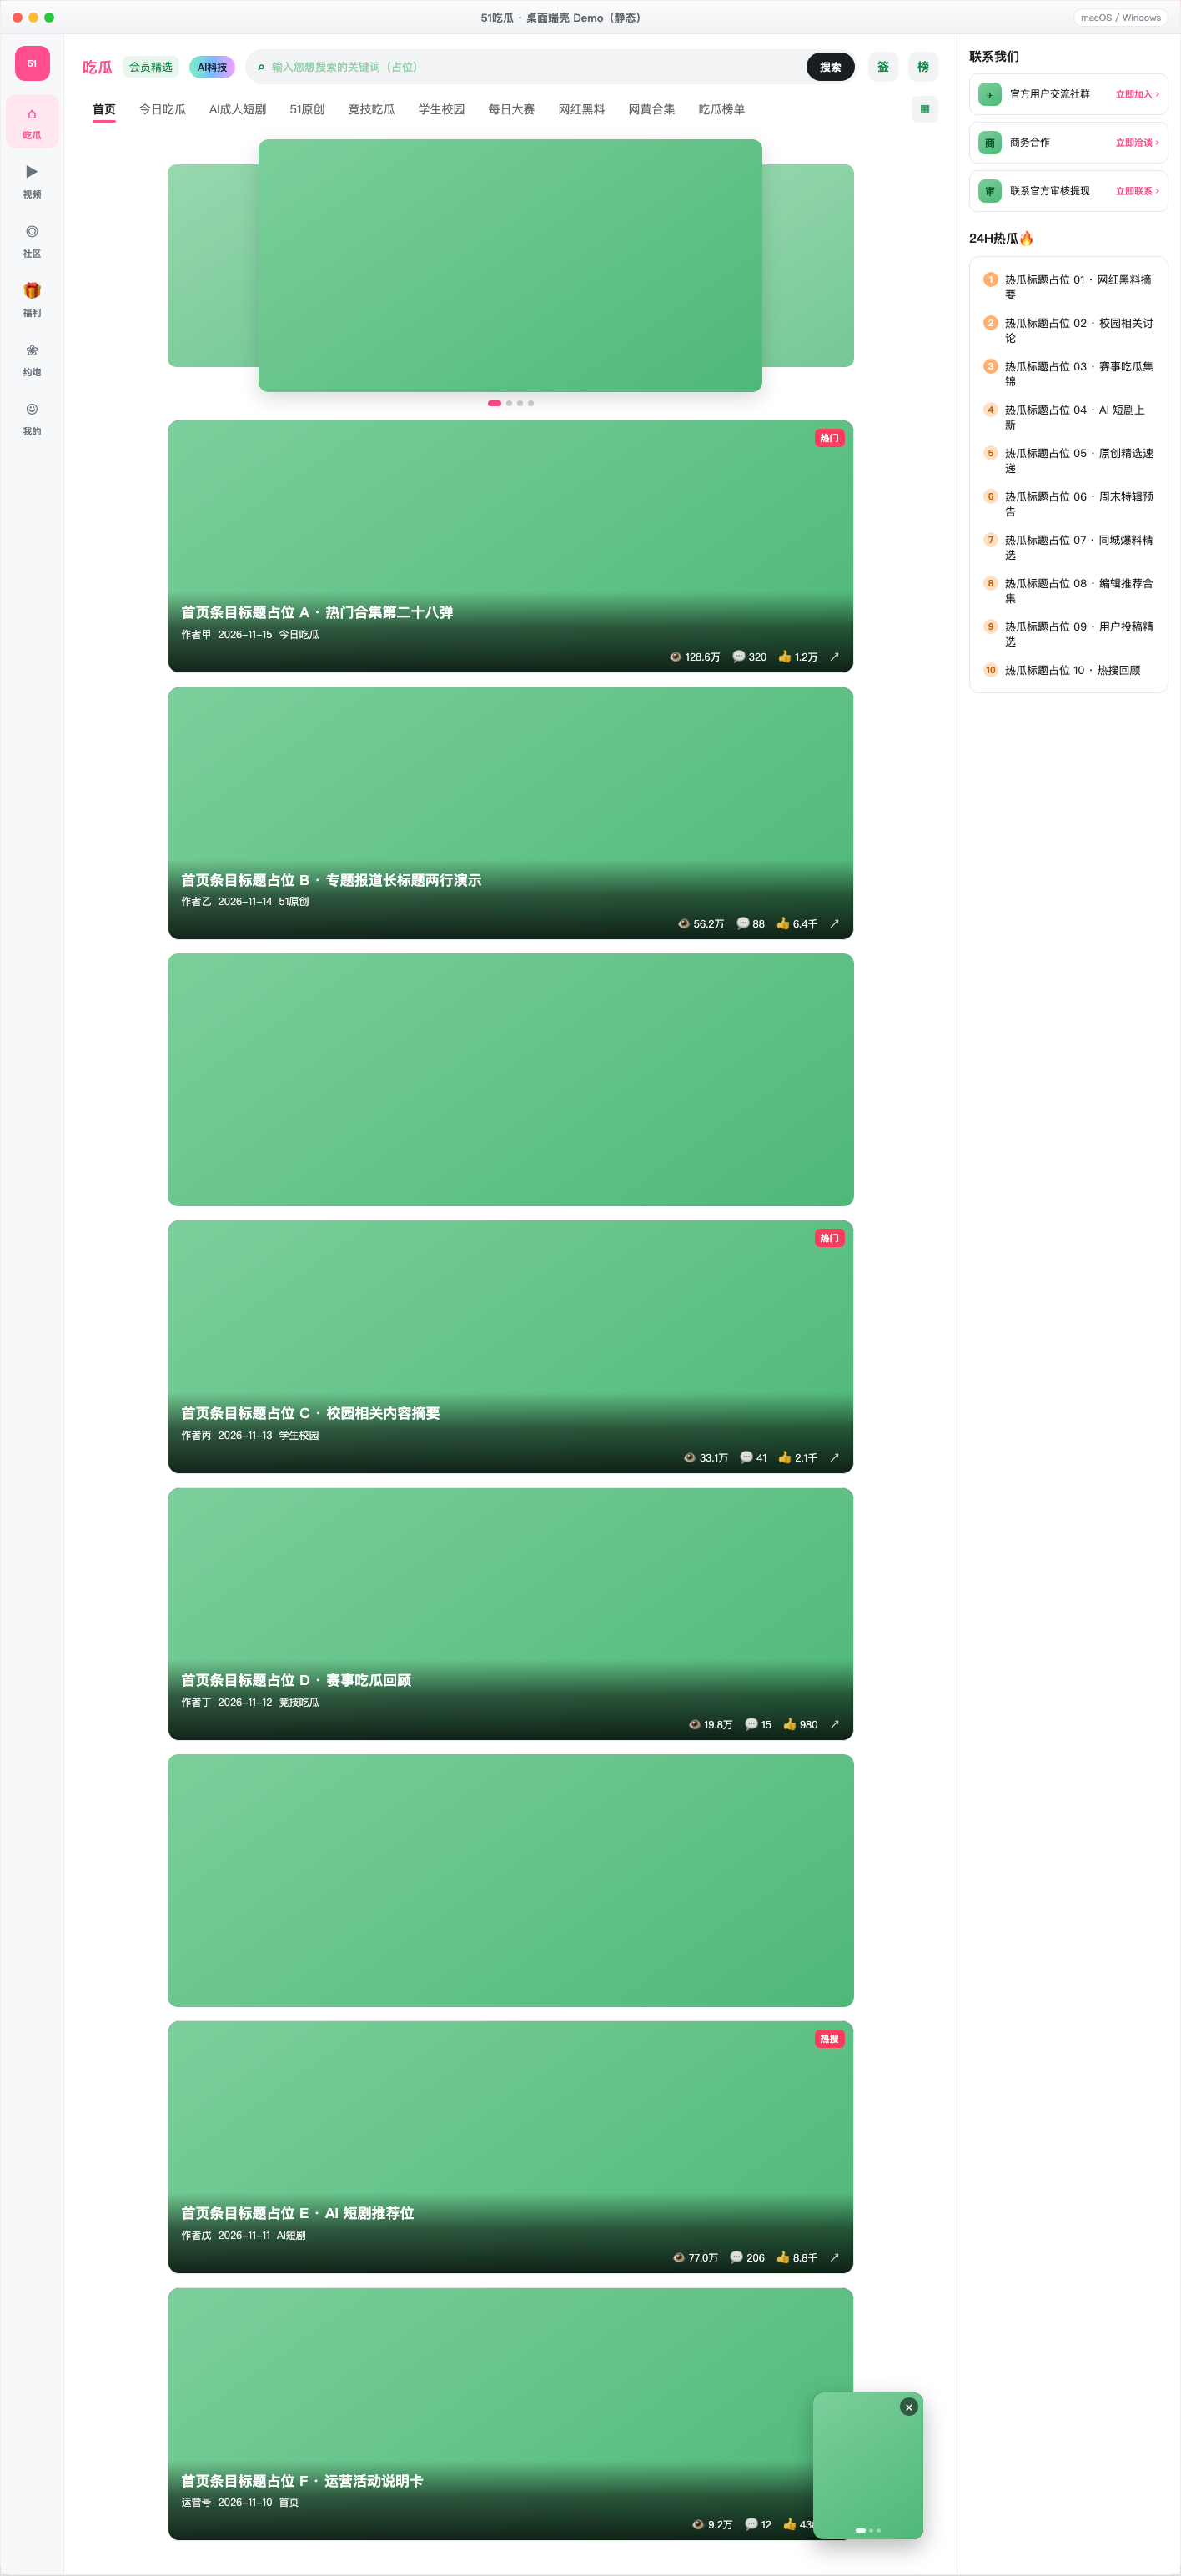 51吃瓜 · 桌面端壳 Demo（静态）
macOS / Windows
51
吃瓜
视频
社区
福利
约炮
我的
吃瓜
会员精选
AI科技
输入您想搜索的关键词（占位）
搜索
签
榜
首页
今日吃瓜
AI成人短剧
51原创
竞技吃瓜
学生校园
每日大赛
网红黑料
网黄合集
吃瓜榜单
热门
首页条目标题占位 A · 热门合集第二十八弹
作者甲 2026-11-15 今日吃瓜
128.6万 320 1.2万
首页条目标题占位 B · 专题报道长标题两行演示
作者乙 2026-11-14 51原创
56.2万 88 6.4千
热门
首页条目标题占位 C · 校园相关内容摘要
作者丙 2026-11-13 学生校园
33.1万 41 2.1千
首页条目标题占位 D · 赛事吃瓜回顾
作者丁 2026-11-12 竞技吃瓜
19.8万 15 980
热搜
首页条目标题占位 E · AI 短剧推荐位
作者戊 2026-11-11 AI短剧
77.0万 206 8.8千
首页条目标题占位 F · 运营活动说明卡
运营号 2026-11-10 首页
9.2万 12
联系我们
官方用户交流社群 立即加入 ›
商 商务合作 立即洽谈 ›
审 联系官方审核提现 立即联系 ›
24H热瓜🔥
1 热瓜标题占位 01 · 网红黑料摘
要
2 热瓜标题占位 02 · 校园相关讨
论
3 热瓜标题占位 03 · 赛事吃瓜集
锦
4 热瓜标题占位 04 · AI 短剧上
新
5 热瓜标题占位 05 · 原创精选速
递
6 热瓜标题占位 06 · 周末特辑预
告
7 热瓜标题占位 07 · 同城爆料精
选
8 热瓜标题占位 08 · 编辑推荐合
集
9 热瓜标题占位 09 · 用户投稿精
选
10 热瓜标题占位 10 · 热搜回顾